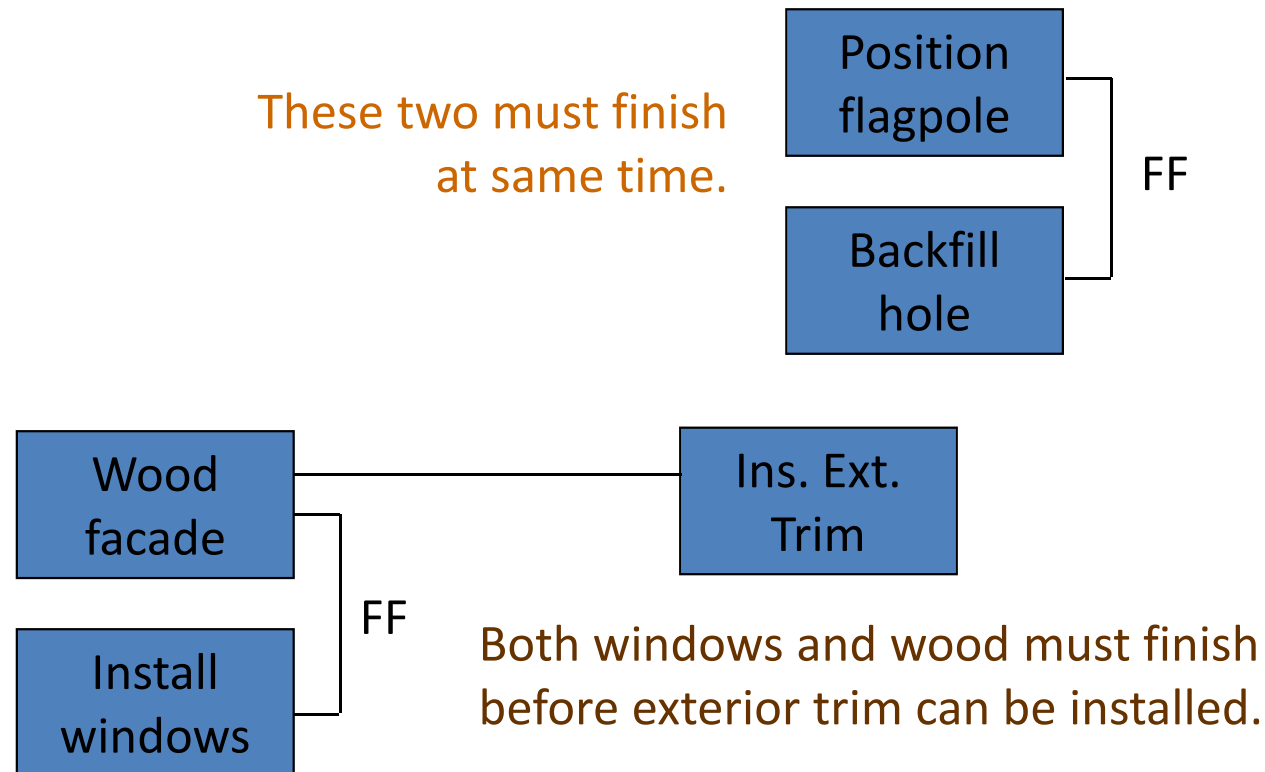 Position
flagpole
These two must finish
at same time.
FF
Backfill
hole
Wood
facade
Ins. Ext.
Trim
FF
Install
windows
Both windows and wood must finish
before exterior trim can be installed.